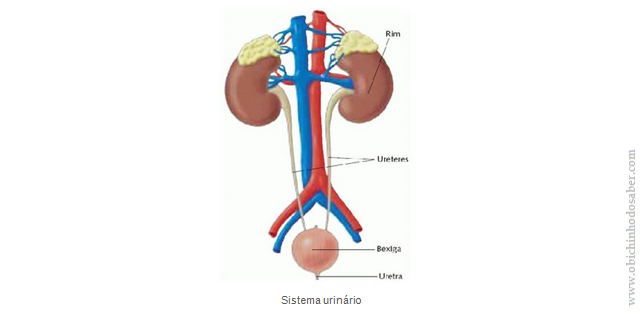 Rim
Ureteres
Bexiga
Uretra
Sistema urinário
www.obichinhodosaber.com